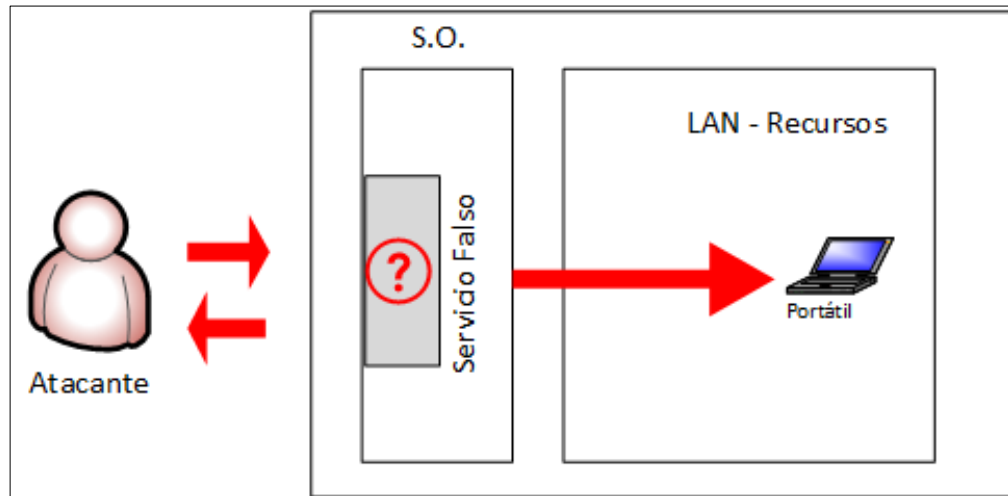 S.O.
LAN - Recursos
?
Servicio Falso
Portátil
Atacante